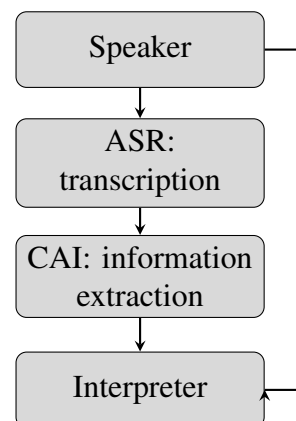 Speaker
ASR:
transcription
CAI: information
extraction
Interpreter